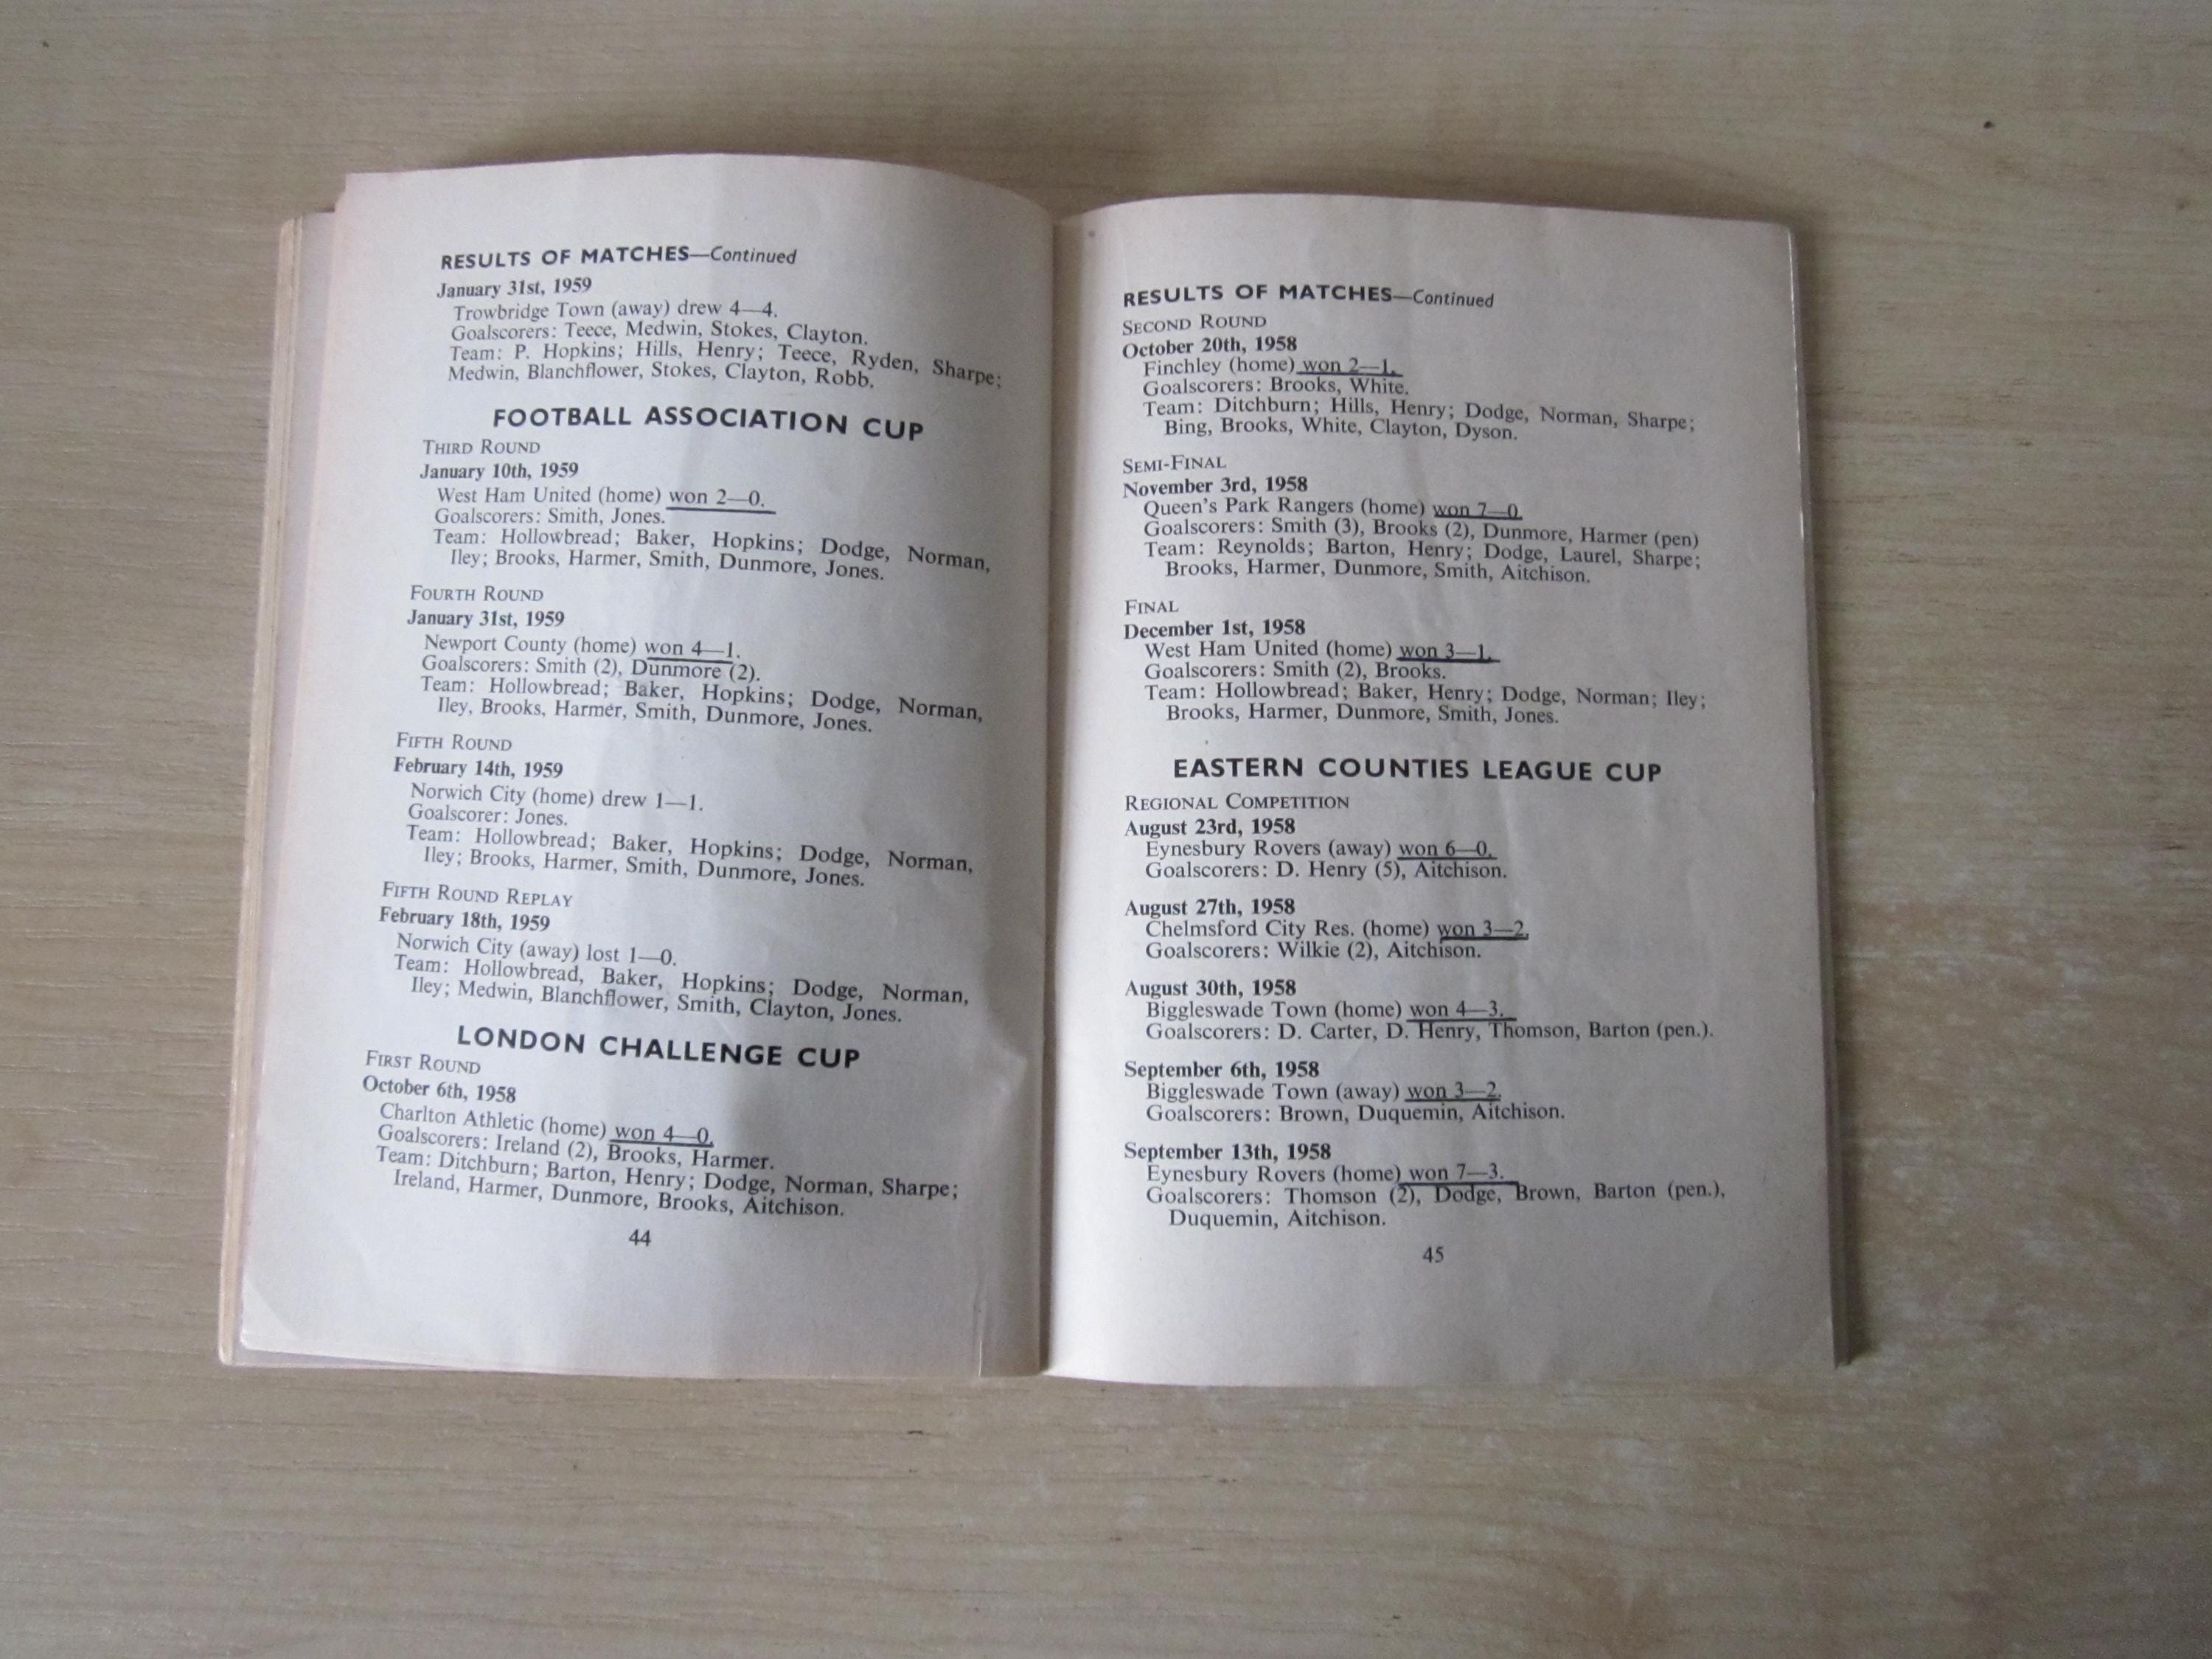 RESULTS OF MATCHES—Continued
January 31st, 1959
Trowbridge Town (away) drew 4—4.
Goalscorers: Teece, Medwin, Stokes, Clayton.
Team: P. Hopkins; Hills, Henry; Teece, Ryden, Sharpe;
Medwin, Blanchflower, Stokes, Clayton, Robb.
FOOTBALL ASSOCIATION CUP
THIRD ROUND
January 10th, 1959
West Ham United (home) won 2—0.
Goalscorers: Smith, Jones.
Team: Hollowbread; Baker, Hopkins; Dodge, Norman,
Iley; Brooks, Harmer, Smith, Dunmore, Jones.
FOURTH ROUND
January 31st, 1959
Newport County (home) won 4—1.
Goalscorers: Smith (2), Dunmore (2).
Team: Hollowbread; Baker, Hopkins; Dodge, Norman,
Iley, Brooks, Harmer, Smith, Dunmore, Jones.
FIFTH ROUND
February 14th, 1959
Norwich City (home) drew 1—1.
Goalscorer: Jones.
Team: Hollowbread; Baker, Hopkins; Dodge, Norman,
Iley; Brooks, Harmer, Smith, Dunmore, Jones.
FIFTH ROUND REPLAY
February 18th, 1959
Norwich City (away) lost 1—0.
Team: Hollowbread, Baker, Hopkins; Dodge, Norman,
Iley; Medwin, Blanchflower, Smith, Clayton, Jones.
LONDON CHALLENGE CUP
FIRST ROUND
October 6th, 1958
Charlton Athletic (home) won 4—0.
Goalscorers: Ireland (2), Brooks, Harmer.
Team: Ditchburn; Barton, Henry; Dodge, Norman, Sharpe;
Ireland, Harmer, Dunmore, Brooks, Aitchison.
44
RESULTS OF MATCHES—Continued
SECOND ROUND
October 20th, 1958
Finchley (home) won 2—1.
Goalscorers: Brooks, White.
Team: Ditchburn; Hills, Henry; Dodge, Norman, Sharpe;
Bing, Brooks, White, Clayton, Dyson.
SEMI-FINAL
November 3rd, 1958
Queen's Park Rangers (home) won 7—0.
Goalscorers: Smith (3), Brooks (2), Dunmore, Harmer (pen)
Team: Reynolds; Barton, Henry; Dodge, Laurel, Sharpe;
Brooks, Harmer, Dunmore, Smith, Aitchison.
FINAL
December 1st, 1958
West Ham United (home) won 3—1.
Goalscorers: Smith (2), Brooks.
Team: Hollowbread; Baker, Henry; Dodge, Norman; Iley;
Brooks, Harmer, Dunmore, Smith, Jones.
EASTERN COUNTIES LEAGUE CUP
REGIONAL COMPETITION
August 23rd, 1958
Eynesbury Rovers (away) won 6—0.
Goalscorers: D. Henry (5), Aitchison.
August 27th, 1958
Chelmsford City Res. (home) won 3—2.
Goalscorers: Wilkie (2), Aitchison.
August 30th, 1958
Biggleswade Town (home) won 4—3.
Goalscorers: D. Carter, D. Henry, Thomson, Barton (pen.).
September 6th, 1958
Biggleswade Town (away) won 3—2.
Goalscorers: Brown, Duquemin, Aitchison.
September 13th, 1958
Eynesbury Rovers (home) won 7—3.
Goalscorers: Thomson (2), Dodge, Brown, Barton (pen.),
Duquemin, Aitchison.
45